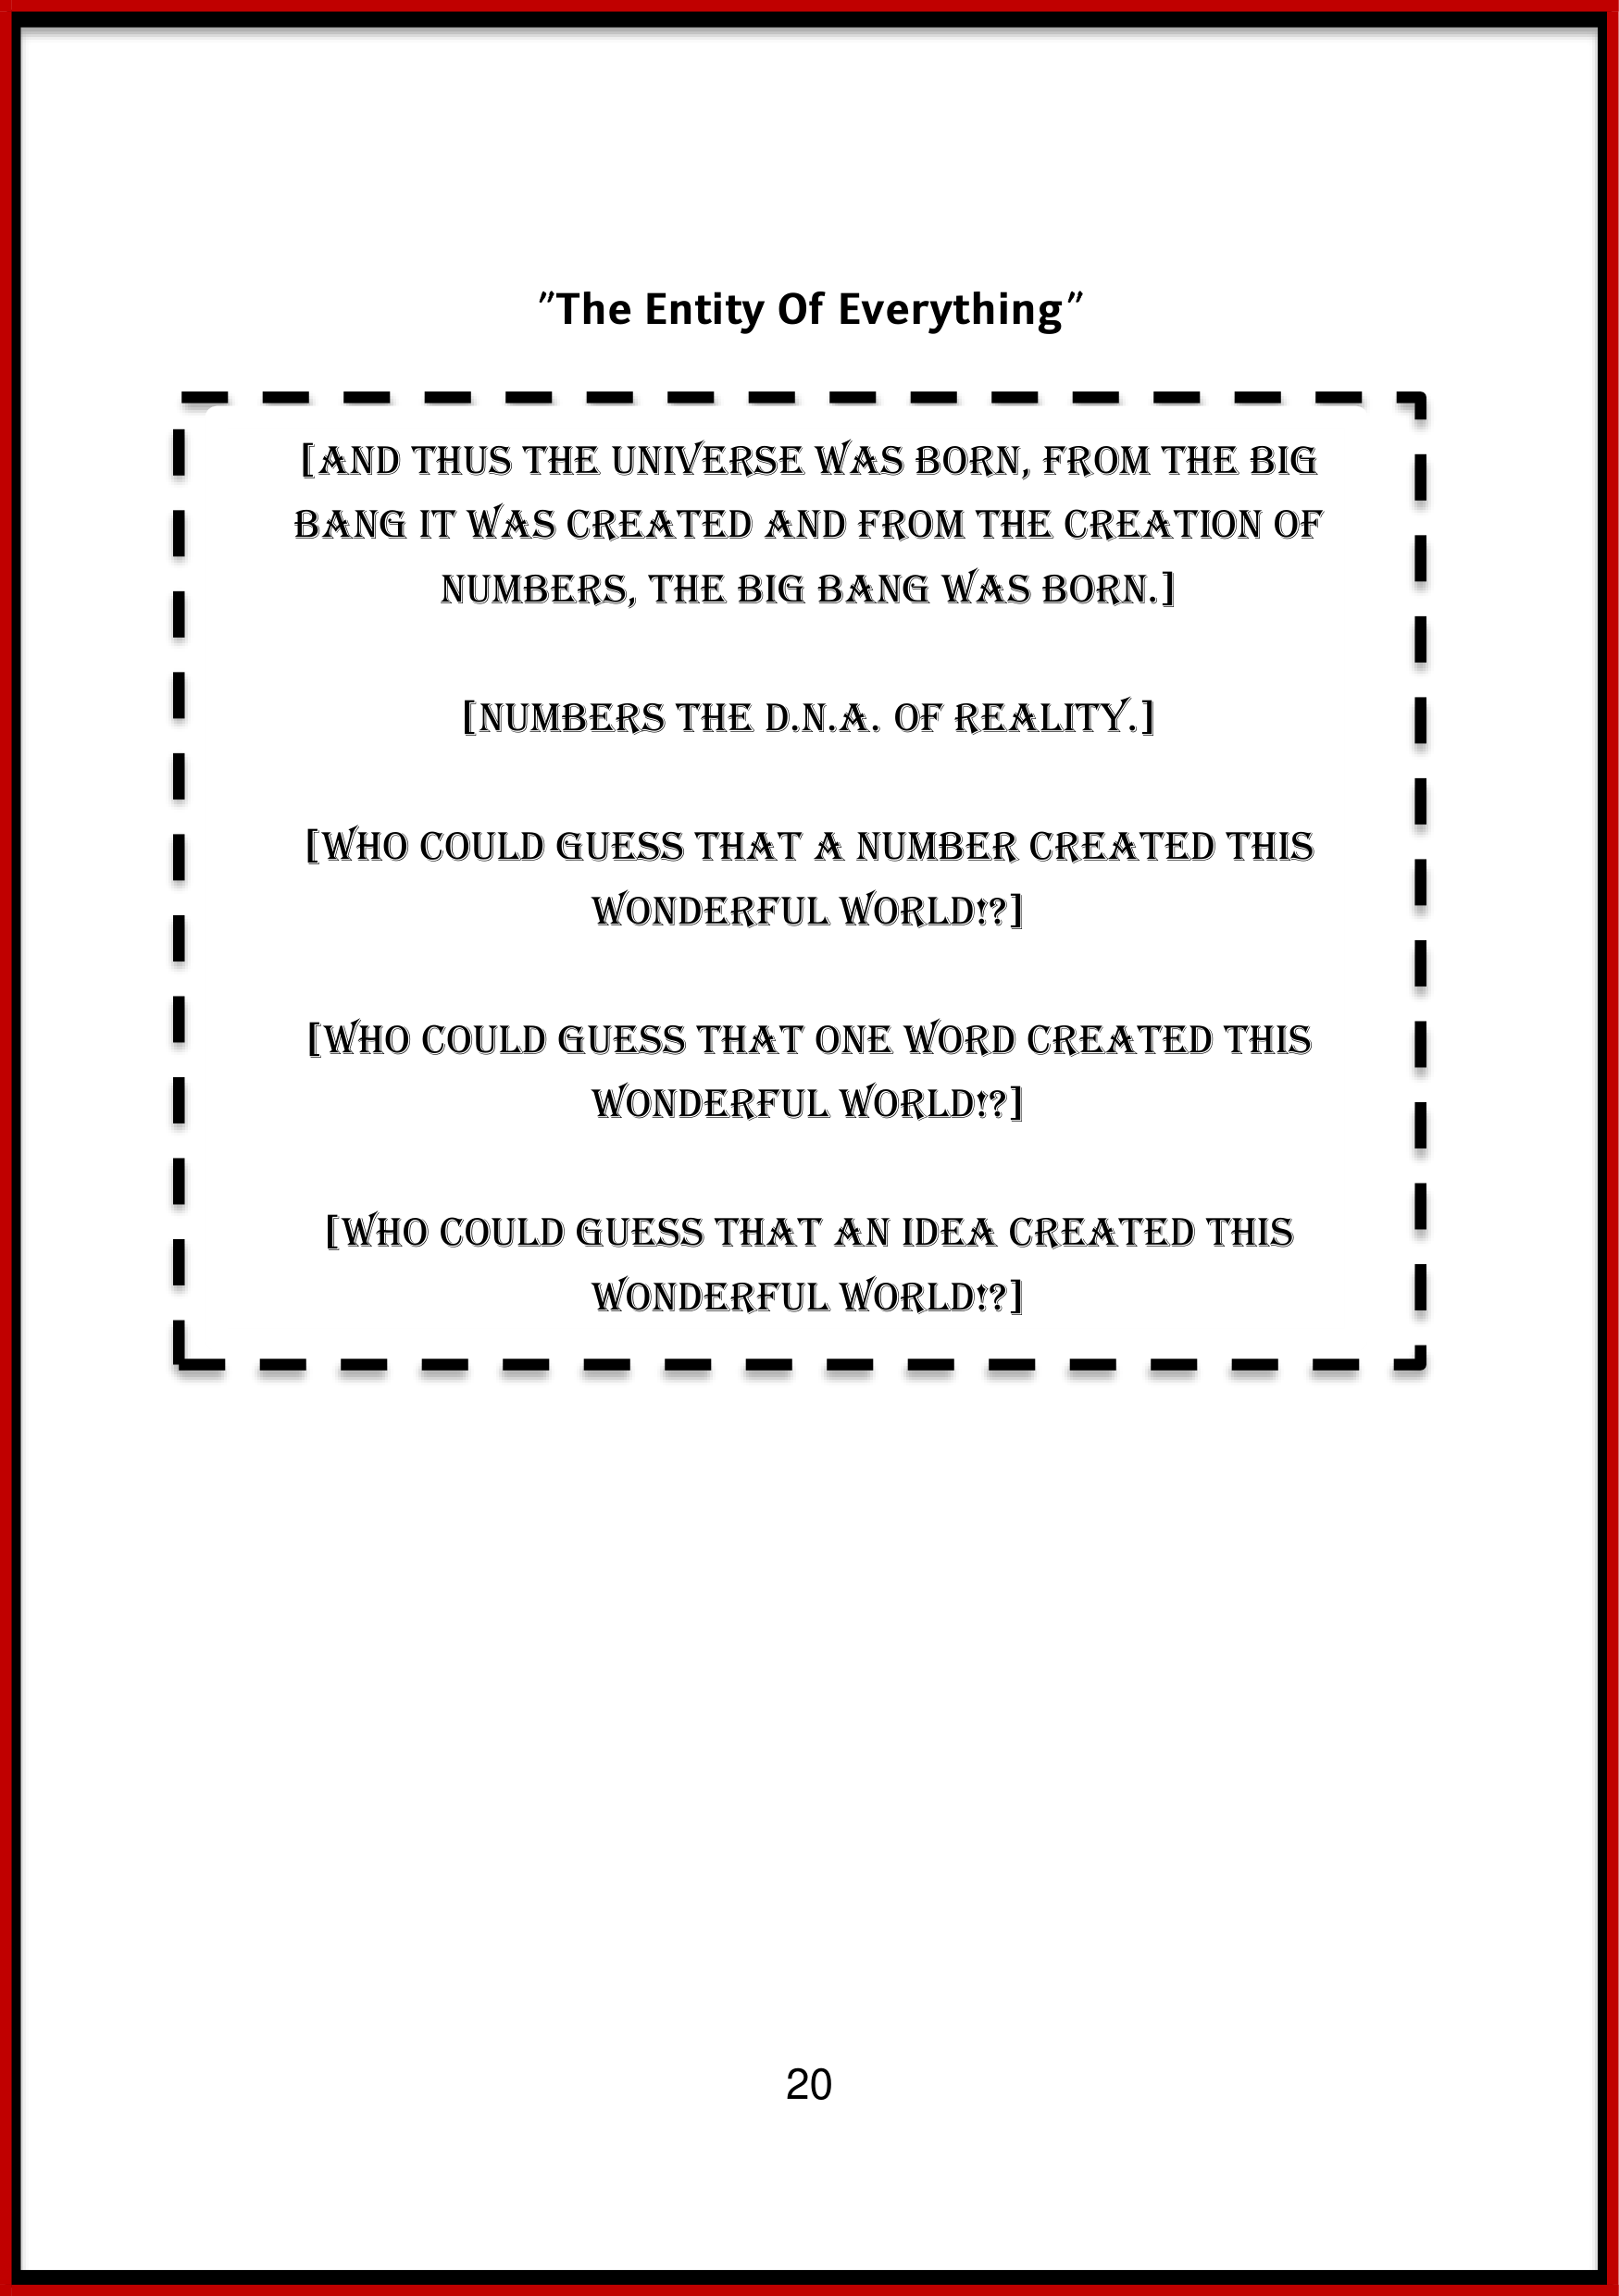 "The Entity Of Everything"
[AND THUS THE UNIVERSE WAS BORN, FROM THE BIG
BANG IT WAS CREATED AND FROM THE CREATION OF
NUMBERS, THE BIG BANG WAS BORN.]
[NUMBERS THE D.N.A. OF REALITY.]
[WHO COULD GUESS THAT A NUMBER CREATED THIS
WONDERFUL WORLD!?]
[WHO COULD GUESS THAT ONE WORD CREATED THIS
WONDERFUL WORLD!?]
[WHO COULD GUESS THAT AN IDEA CREATED THIS
WONDERFUL WORLD!?]
20